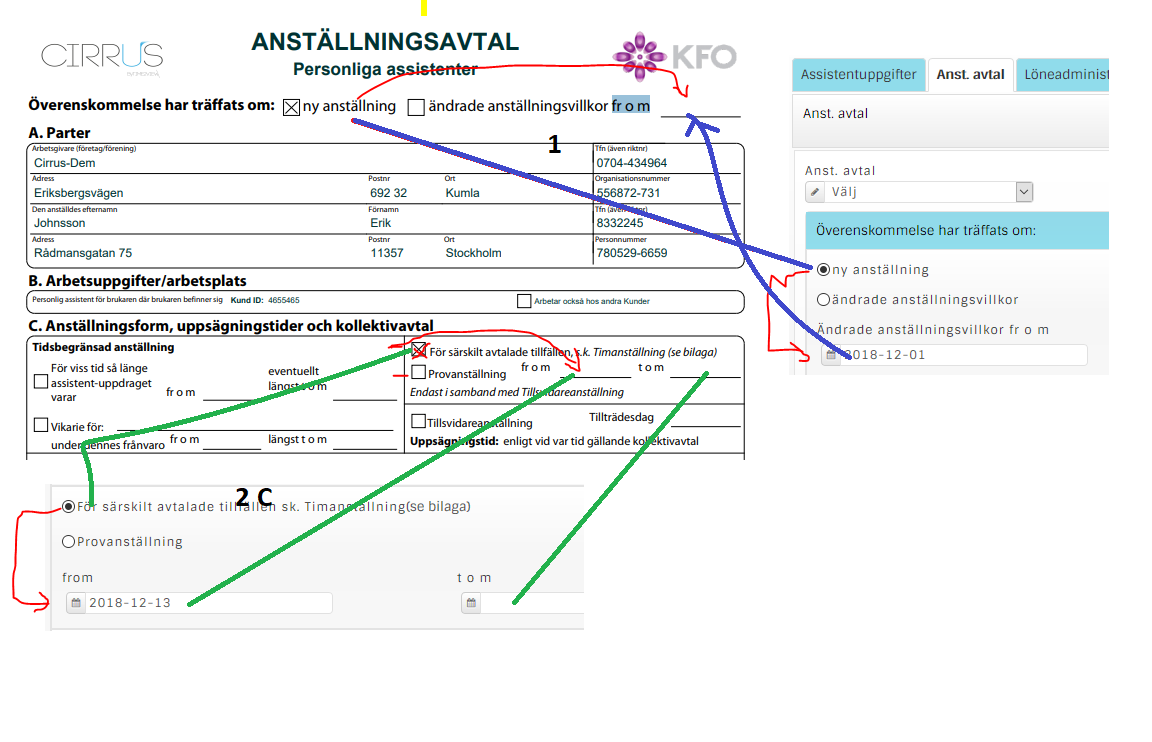 CIRRUS
ANSTÄLLNINGSAVTAL
Personliga assistenter
KFO
Överenskommelse har träffats om: ny anställning ändrade anställningsvillkor fr o m
1
A. Parter
Arbetsgivare (företag/förening) Tfn (även riktnr)
Cirrus-Dem 0704-434964
Adress Postnr Ort Organisationsnummer
Eriksbergsvägen 692 32 Kumla 556872-731
Den anställdes efternamn Förnamn Tfn (även riktnr)
Johnsson Erik 8332245
Adress Postnr Ort Personnummer
Rådmansgatan 75 11357 Stockholm 780529-6659
B. Arbetsuppgifter/arbetsplats
Personlig assistent för brukaren där brukaren befinner sig Kund ID: 4655465 Arbetar också hos andra Kunder
C. Anställningsform, uppsägningstider och kollektivavtal
Tidsbegränsad anställning
För viss tid så länge
assistent-uppdraget
varar
fr o m
eventuellt
längst t o m
Vikarie för:
under dennes frånvaro fr o m längst t o m
För särskilt avtalade tillfällen, s.k. Timanställning (se bilaga)
Provanställning fr o m t o m
Endast i samband med Tillsvidareanställning
Tillsvidareanställning Tillträdesdag
Uppsägningstid: enligt vid var tid gällande kollektivavtal
2 C
För särskilt avtalade tillfällen sk. Timanställning(se bilaga)
Provanställning
from t o m
2018-12-13
Assistentuppgifter Anst. avtal Löneadminist
Anst. avtal
Anst. avtal
Välj
Överenskommelse har träffats om:
ny anställning
ändrade anställningsvillkor
Ändrade anställningsvillkor fr o m
2018-12-01